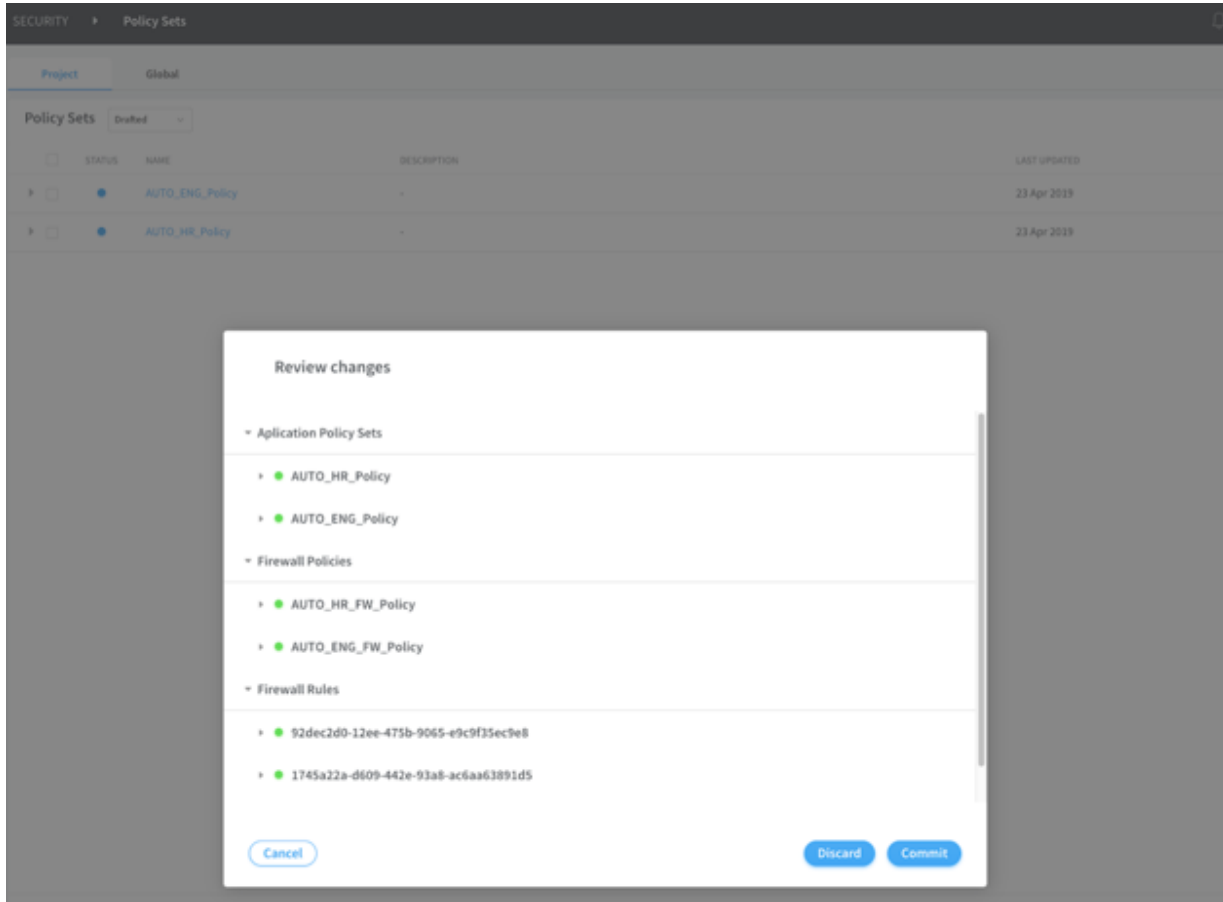 SECURITY Policy Sets
Project Global
Policy Sets Drafted
STATUS NAME DESCRIPTION LAST UPDATED
AUTO_ENG_Policy - 23 Apr 2019
AUTO_HR_Policy - 23 Apr 2019
Review changes
Aplication Policy Sets
AUTO_HR_Policy
AUTO_ENG_Policy
Firewall Policies
AUTO_HR_FW_Policy
AUTO_ENG_FW_Policy
Firewall Rules
92dec2d0-12ee-475b-9065-e9c9f35ec9e8
1745a22a-d609-442e-93a8-ac6aa63891d5
Cancel Discard Commit